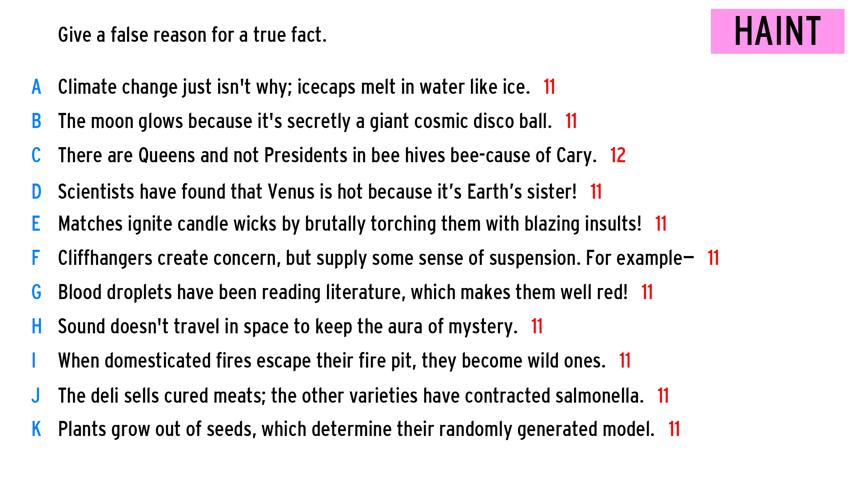 Give a false reason for a true fact.
HAINT
A Climate change just isn't why; icecaps melt in water like ice. 11
B The moon glows because it's secretly a giant cosmic disco ball. 11
C There are Queens and not Presidents in bee hives bee-cause of Cary. 12
D Scientists have found that Venus is hot because it’s Earth’s sister! 11
E Matches ignite candle wicks by brutally torching them with blazing insults! 11
F Cliffhangers create concern, but supply some sense of suspension. For example— 11
G Blood droplets have been reading literature, which makes them well red! 11
H Sound doesn't travel in space to keep the aura of mystery. 11
I When domesticated fires escape their fire pit, they become wild ones. 11
J The deli sells cured meats; the other varieties have contracted salmonella. 11
K Plants grow out of seeds, which determine their randomly generated model. 11